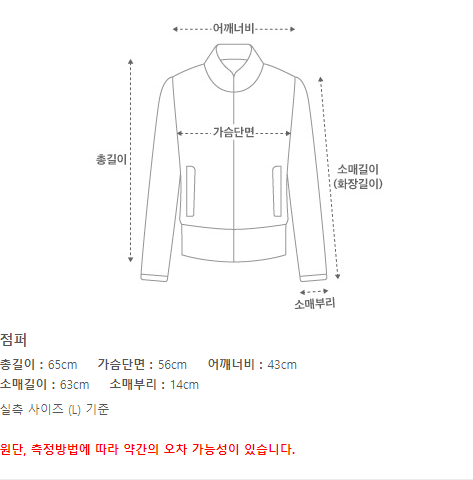 어깨너비
가슴단면
총길이
소매길이
(화장길이)
소매부리
점퍼
총길이 : 65cm 가슴단면 : 56cm 어깨너비 : 43cm
소매길이 : 63cm 소매부리 : 14cm
실측 사이즈 (L) 기준
원단, 측정방법에 따라 약간의 오차 가능성이 있습니다.